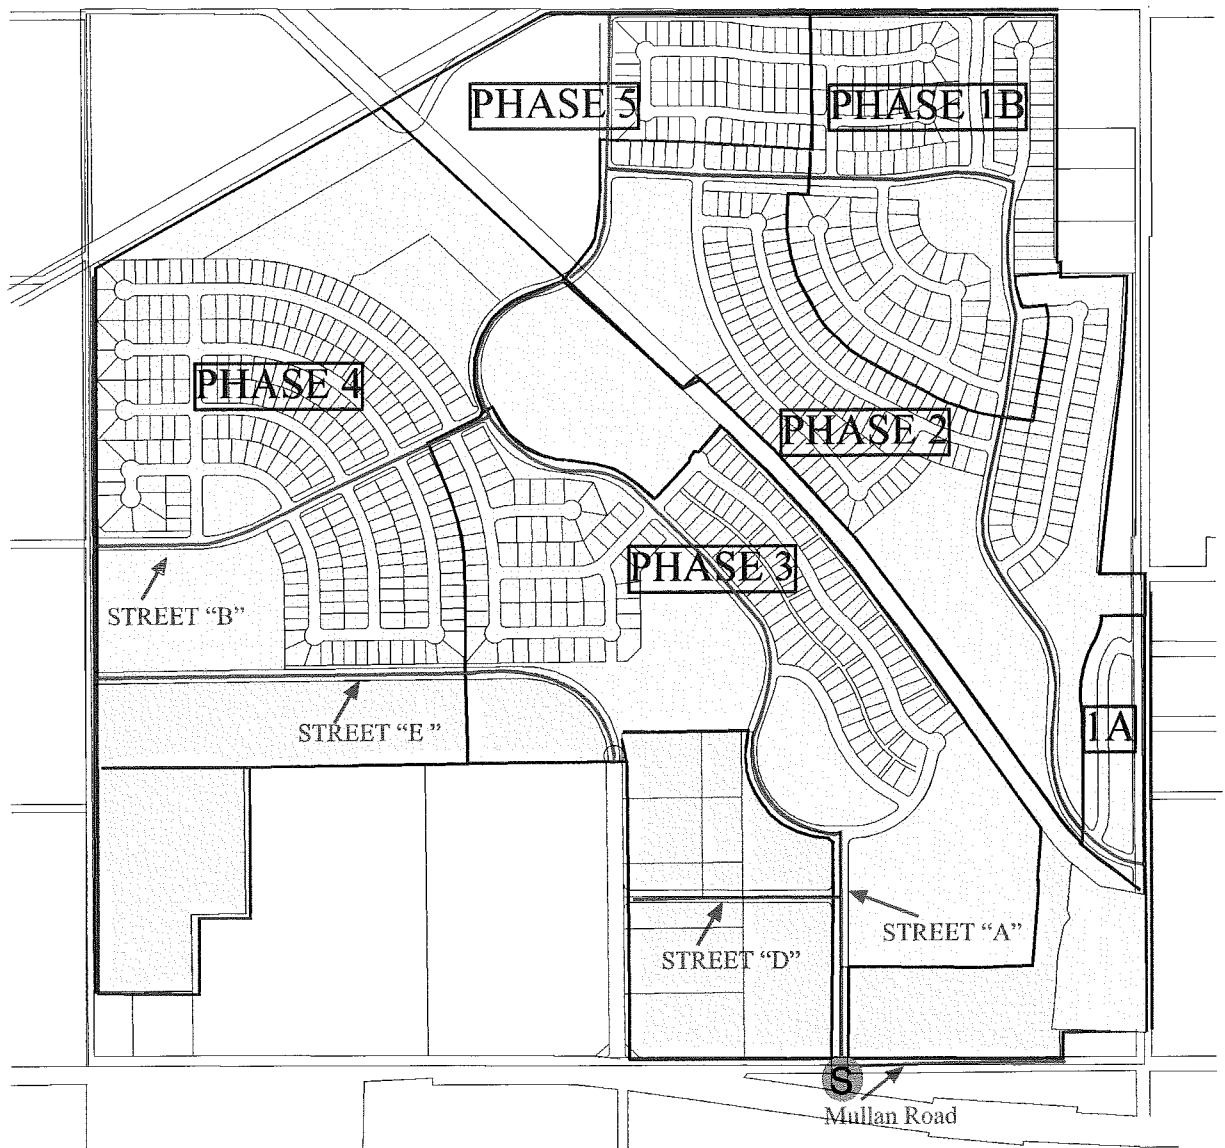 PHASE 5
PHASE 1B
PHASE 4
PHASE 2
PHASE 3
STREET “B”
1A
STREET “E ”
STREET “A”
STREET “D”
S
Mullan Road